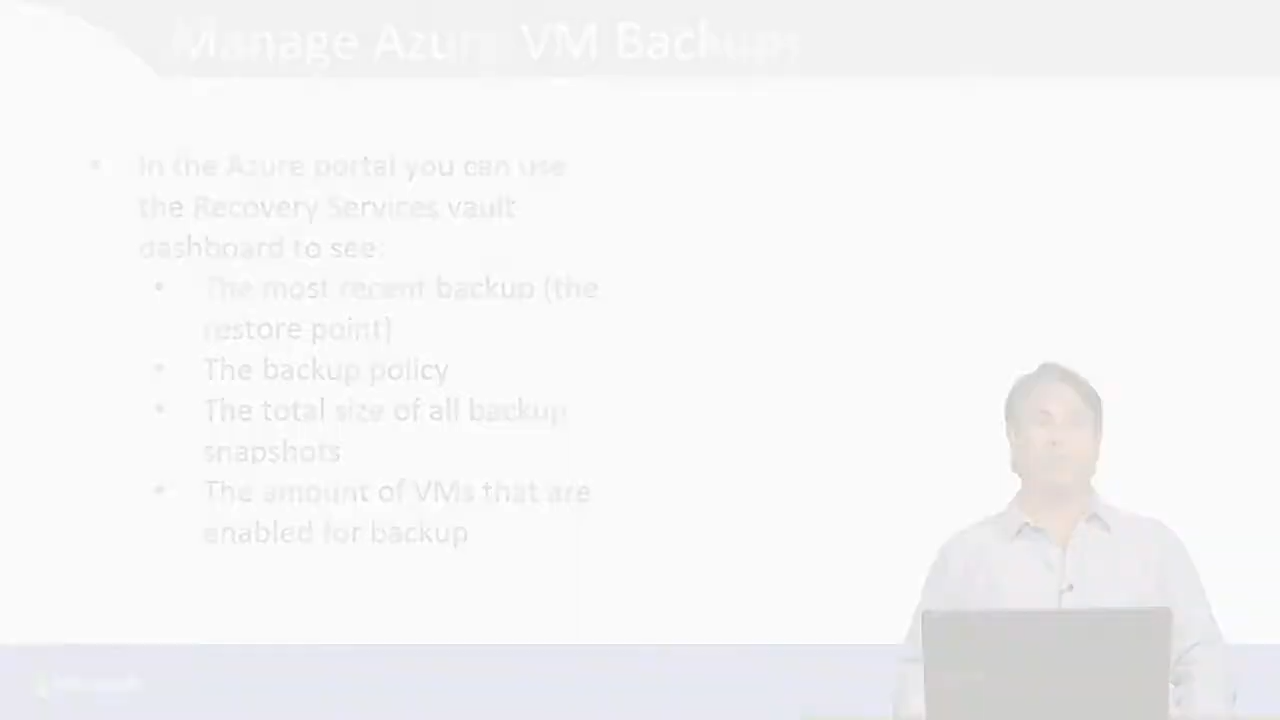 Manage Azure VM Backups
• In the Azure portal you can use
the Recovery Services vault
dashboard to see:
• The most recent backup (the
restore point)
• The backup policy
• The total size of all backup
snapshots
• The amount of VMs that are
enabled for backup
Microsoft